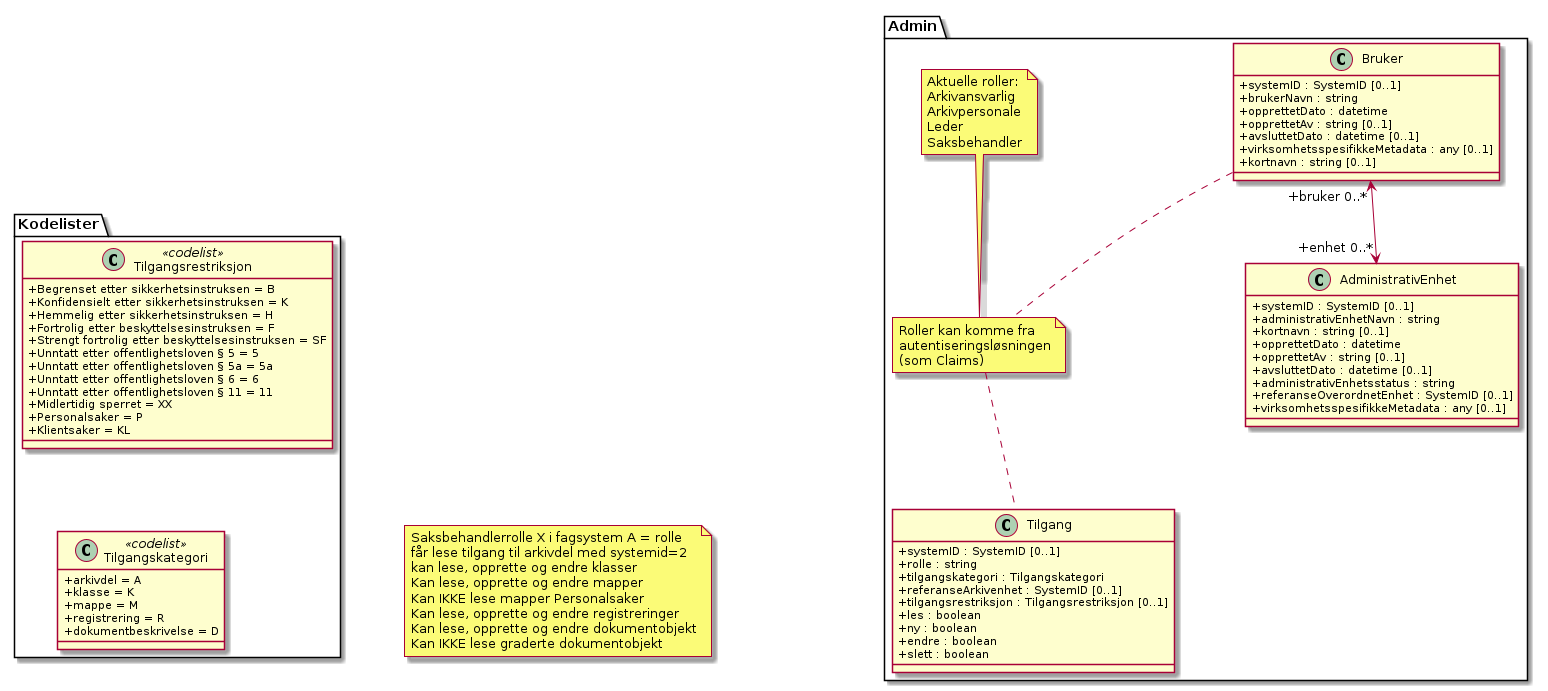 Kodelister
«codelist»
Tilgangsrestriksjon
+Begrenset etter sikkerhetsinstruksen = B
+Konfidensielt etter sikkerhetsinstruksen = K
+Hemmelig etter sikkerhetsinstruksen = H
+Fortrolig etter beskyttelsesinstruksen = F
+Strengt fortrolig etter beskyttelsesinstruksen = SF
+Unntatt etter offentlighetsloven § 5 = 5
+Unntatt etter offentlighetsloven § 5a = 5a
+Unntatt etter offentlighetsloven § 6 = 6
+Unntatt etter offentlighetsloven § 11 = 11
+Midlertidig sperret = XX
+Personalsaker = P
+Klientsaker = KL
«codelist»
Tilgangskategori
+arkivdel = A
+klasse = K
+mappe = M
+registrering = R
+dokumentbeskrivelse = D
Saksbehandlerrolle X i fagsystem A = rolle
får lese tilgang til arkivdel med systemid=2
kan lese, opprette og endre klasser
Kan lese, opprette og endre mapper
Kan IKKE lese mapper Personalsaker
Kan lese, opprette og endre registreringer
Kan lese, opprette og endre dokumentobjekt
Kan IKKE lese graderte dokumentobjekt
Admin
Aktuelle roller:
Arkivansvarlig
Arkivpersonale
Leder
Saksbehandler
Bruker
+systemID : SystemID [0..1]
+brukerNavn : string
+opprettetDato : datetime
+opprettetAv : string [0..1]
+avsluttetDato : datetime [0..1]
+virksomhetsspesifikkeMetadata : any [0..1]
+kortnavn : string [0..1]
+bruker 0..*
+enhet 0..*
AdministrativEnhet
+systemID : SystemID [0..1]
+administrativEnhetNavn : string
+kortnavn : string [0..1]
+opprettetDato : datetime
+opprettetAv : string [0..1]
+avsluttetDato : datetime [0..1]
+administrativEnhetsstatus : string
+referanseOverordnetEnhet : SystemID [0..1]
+virksomhetsspesifikkeMetadata : any [0..1]
Roller kan komme fra
autentiseringsløsningen
(som Claims)
Tilgang
+systemID : SystemID [0..1]
+rolle : string
+tilgangskategori : Tilgangskategori
+referanseArkivenhet : SystemID [0..1]
+tilgangsrestriksjon : Tilgangsrestriksjon [0..1]
+les : boolean
+ny : boolean
+endre : boolean
+slett : boolean